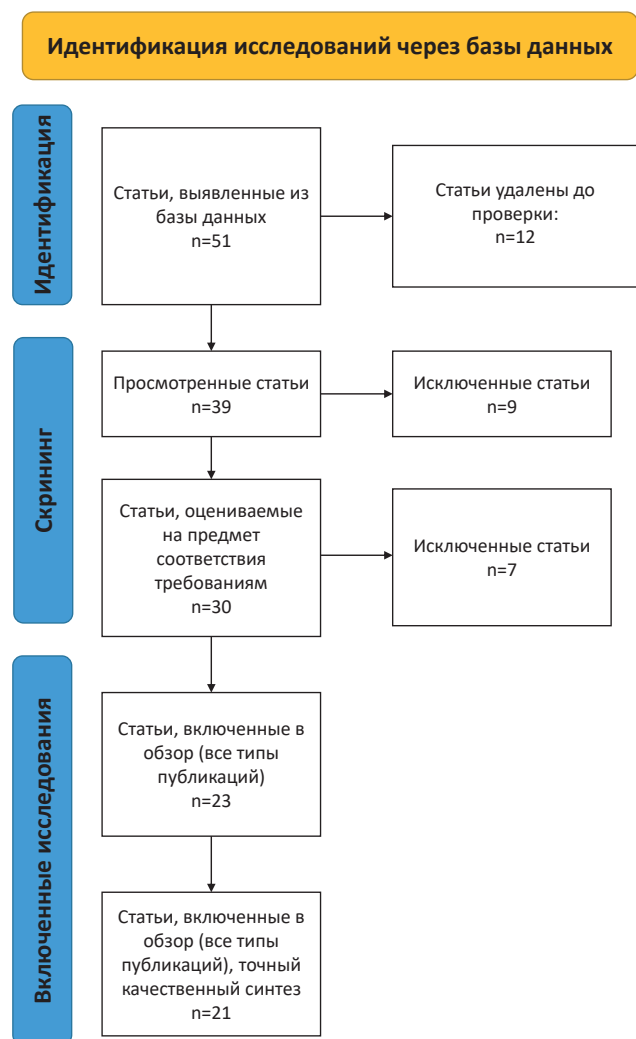 Идентификация исследований через базы данных
Идентификация
Статьи, выявленные из
базы данных
n=51
Статьи удалены до
проверки:
n=12
Скрининг
Просмотренные статьи
n=39
Исключенные статьи
n=9
Статьи, оцениваемые
на предмет
соответствия
требованиям
n=30
Исключенные статьи
n=7
Включенные исследования
Статьи, включенные в
обзор (все типы
публикаций)
n=23
Статьи, включенные в
обзор (все типы
публикаций), точный
качественный синтез
n=21